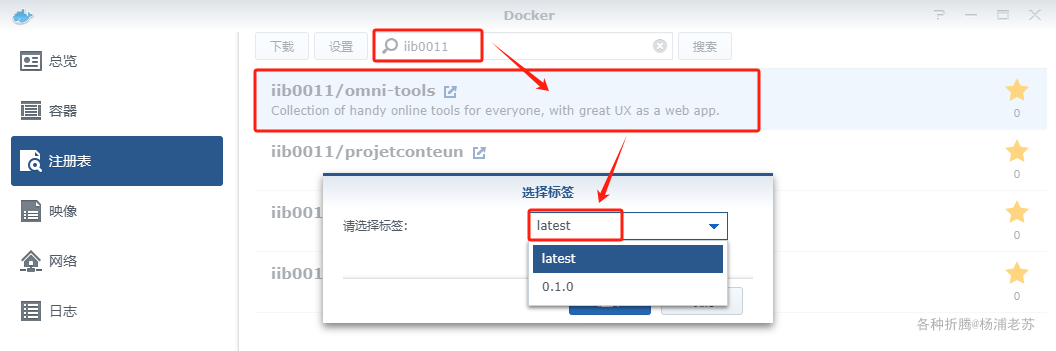 Docker
总览
容器
注册表
映像
网络
日志
下载 设置 iib0011 搜索
iib0011/omni-tools
Collection of handy online tools for everyone, with great UX as a web app.
0
iib0011/projetconteun
0
选择标签
请选择标签: latest
latest
0.1.0
iib0
0
iib0
0
各种折腾@杨浦老苏